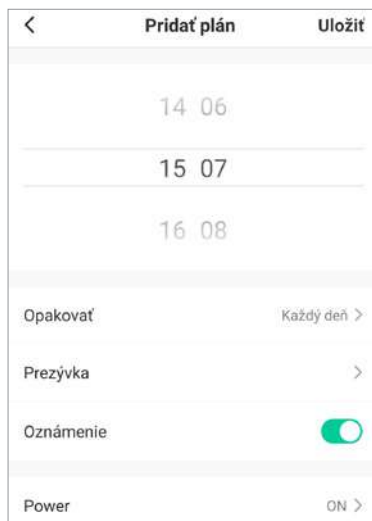 Pridať plán Uložiť
14 06
15 07
16 08
Opakovať Každý deň
Prezývka
Oznámenie
Power ON